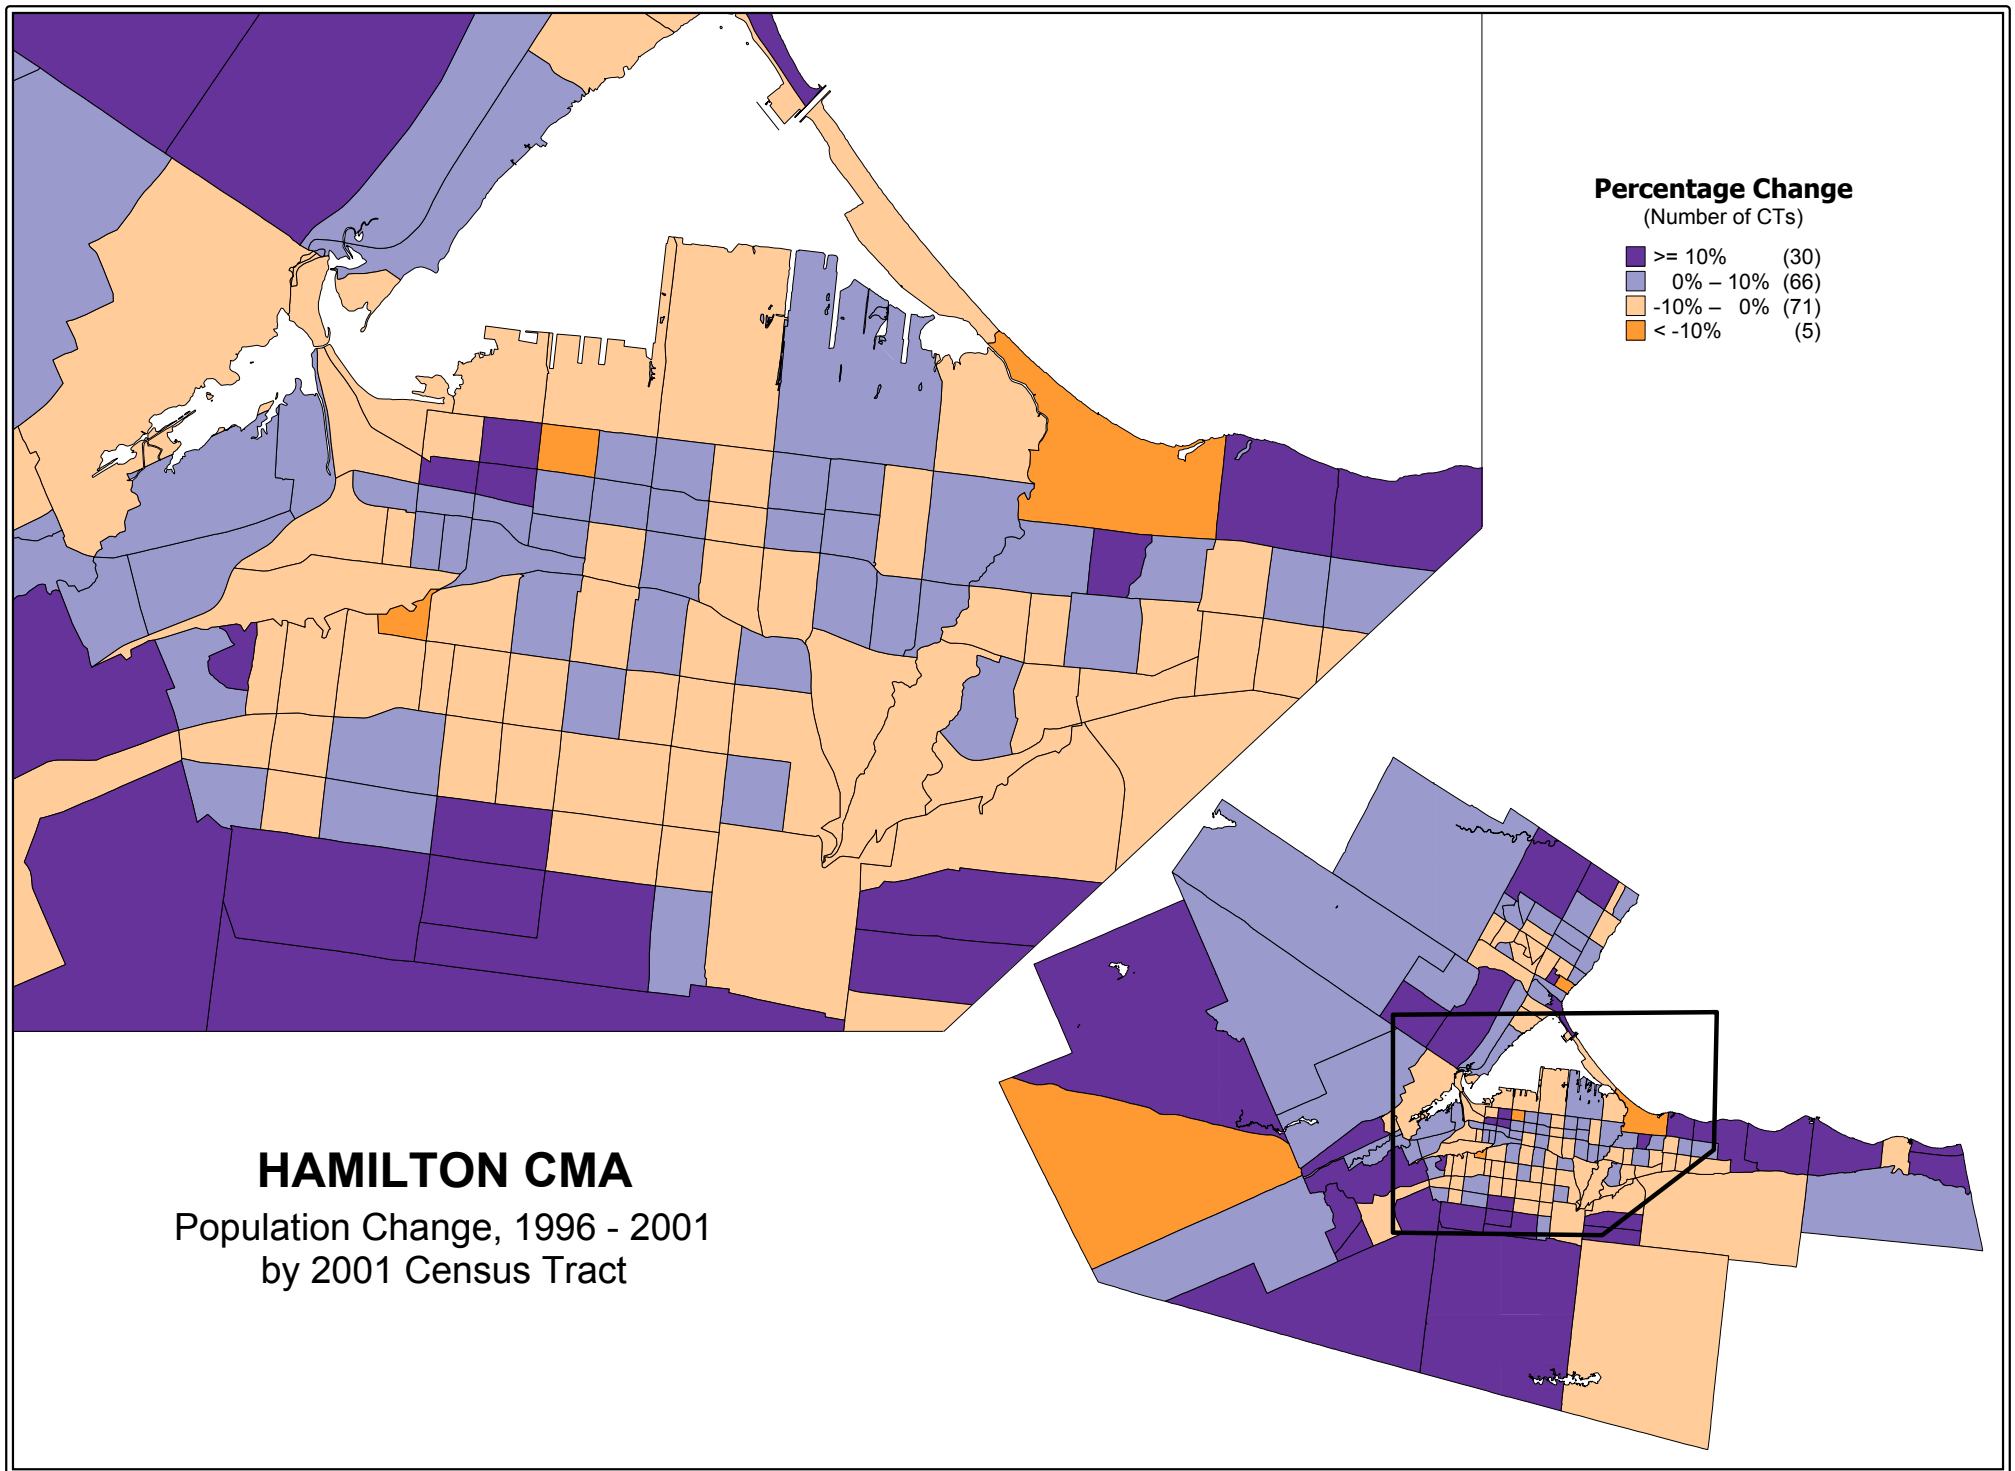 Percentage Change
(Number of CTs)
>= 10% (30)
0% – 10% (66)
-10% – 0% (71)
< -10% (5)
HAMILTON CMA
Population Change, 1996 - 2001
by 2001 Census Tract